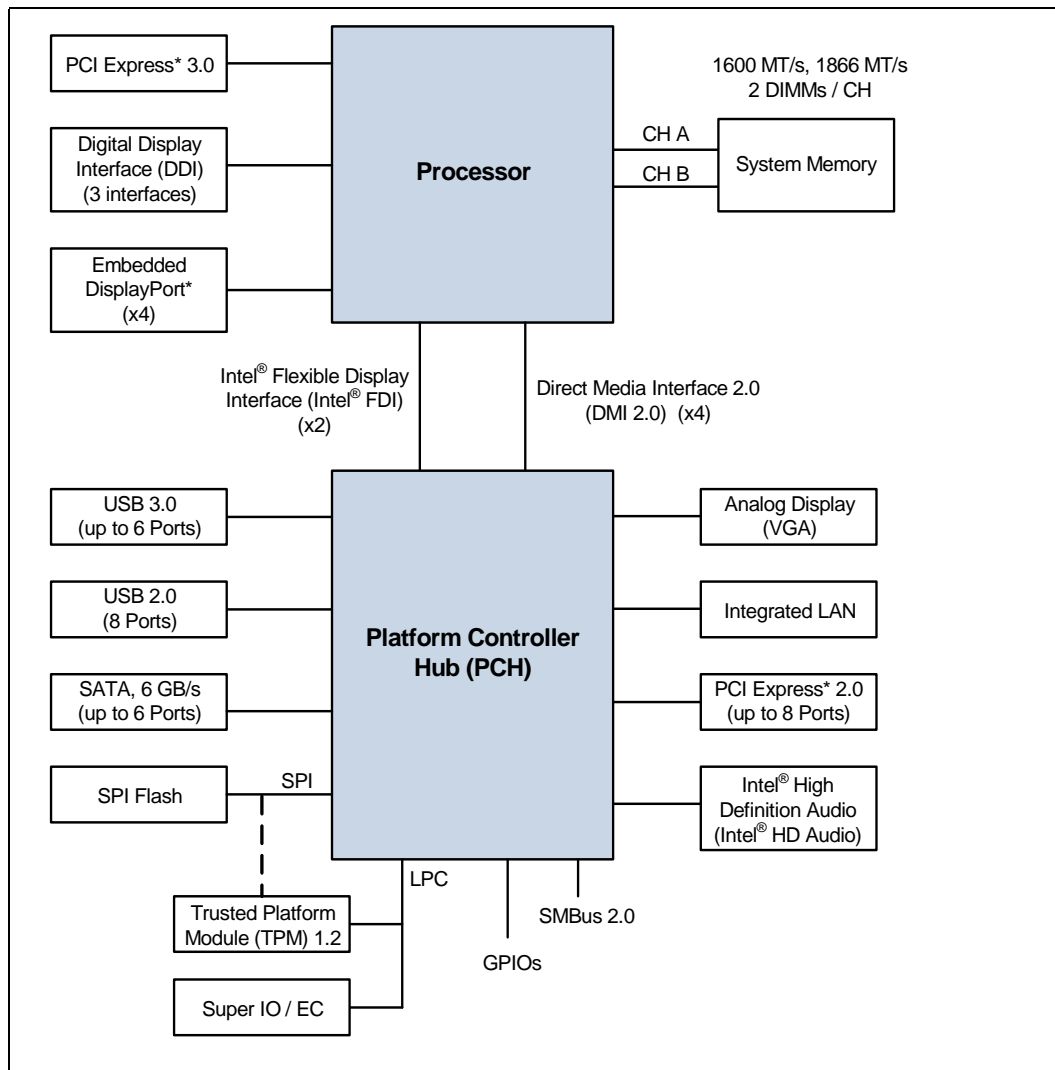 PCI Express* 3.0
Digital Display
Interface (DDI)
(3 interfaces)
Embedded
DisplayPort*
(x4)
Processor
1600 MT/s, 1866 MT/s
2 DIMMs / CH
CH A
CH B
System Memory
Intel® Flexible Display
Interface (Intel® FDI)
(x2)
Direct Media Interface 2.0
(DMI 2.0) (x4)
USB 3.0
(up to 6 Ports)
USB 2.0
(8 Ports)
SATA, 6 GB/s
(up to 6 Ports)
SPI Flash
SPI
Platform Controller
Hub (PCH)
Analog Display
(VGA)
Integrated LAN
PCI Express* 2.0
(up to 8 Ports)
Intel® High
Definition Audio
(Intel® HD Audio)
LPC
Trusted Platform
Module (TPM) 1.2
Super IO / EC
SMBus 2.0
GPIOs